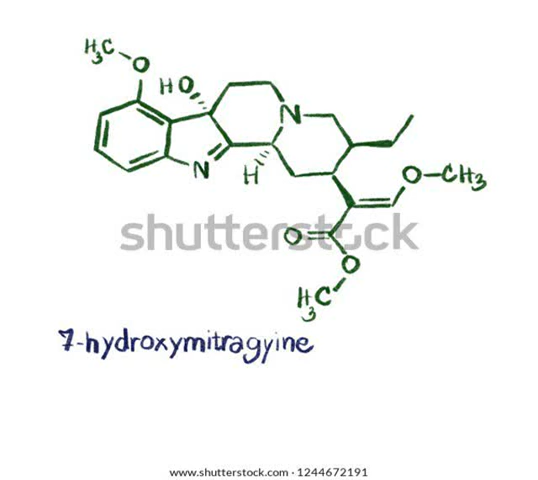 H₃C
O
HO
N
N
H
O–CH₃
shutterstock
O
O
H₃C
7-hydroxymitragyine
www.shutterstock.com · 1244672191